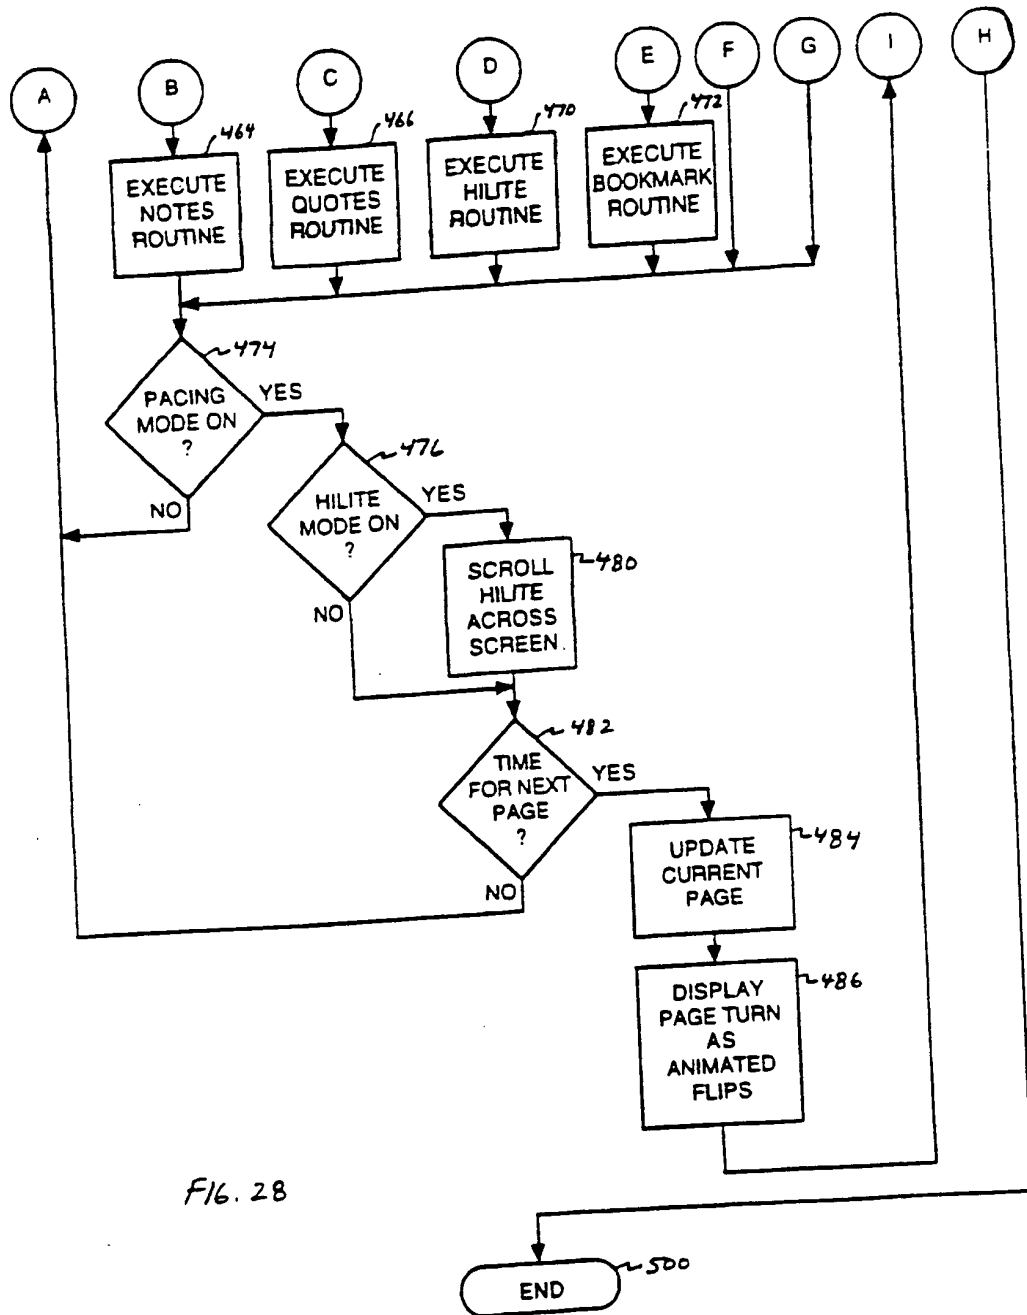 A
B
C
D
E
F
G
I
H
464
466
470
472
EXECUTE
NOTES
ROUTINE
EXECUTE
QUOTES
ROUTINE
EXECUTE
HILITE
ROUTINE
EXECUTE
BOOKMARK
ROUTINE
474
PACING
MODE ON
?
YES
NO
476
HILITE
MODE ON
?
YES
NO
480
SCROLL
HILITE
ACROSS
SCREEN
482
TIME
FOR NEXT
PAGE
?
YES
NO
484
UPDATE
CURRENT
PAGE
486
DISPLAY
PAGE TURN
AS
ANIMATED
FLIPS
FIG. 28
500
END